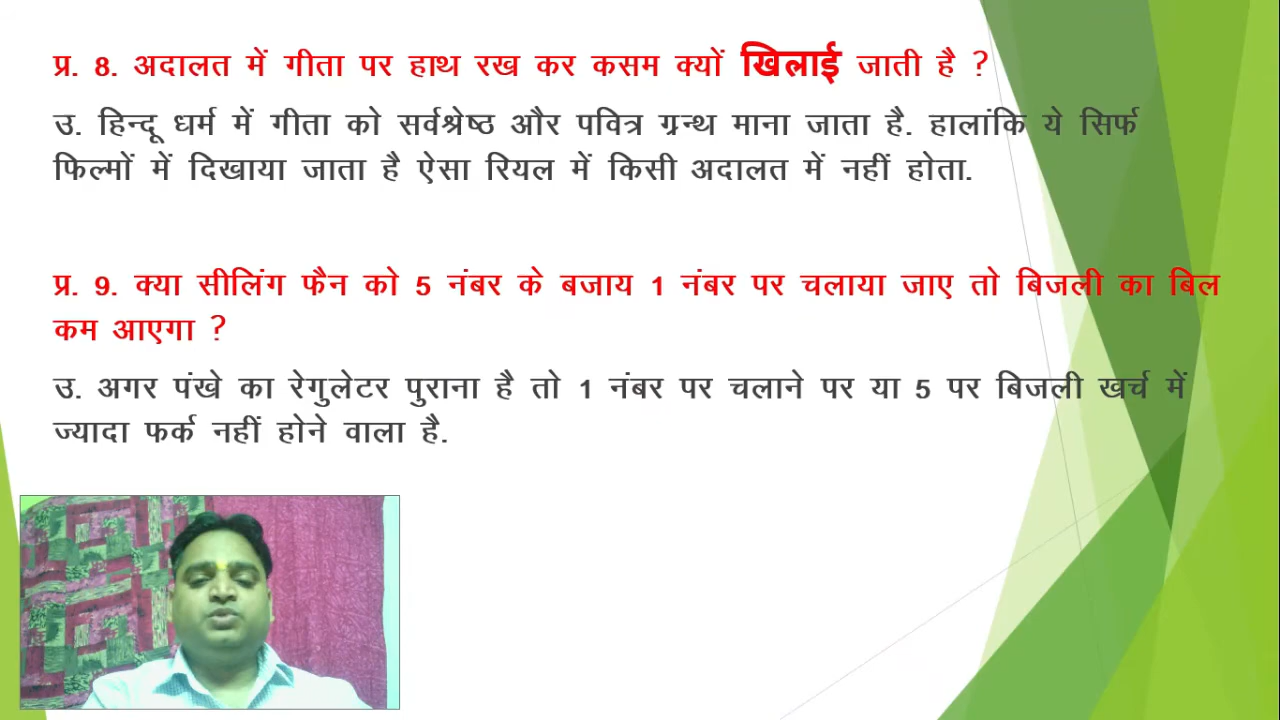 प्र. 8. अदालत में गीता पर हाथ रख कर कसम क्यों खिलाई जाती है ?
उ. हिन्दू धर्म में गीता को सर्वश्रेष्ठ और पवित्र ग्रन्थ माना जाता है. हालांकि ये सिर्फ
फिल्मों में दिखाया जाता है ऐसा रियल में किसी अदालत में नहीं होता.
प्र. 9. क्या सीलिंग फैन को 5 नंबर के बजाय 1 नंबर पर चलाया जाए तो बिजली का बिल
कम आएगा ?
उ. अगर पंखे का रेगुलेटर पुराना है तो 1 नंबर पर चलाने पर या 5 पर बिजली खर्च में
ज्यादा फर्क नहीं होने वाला है.